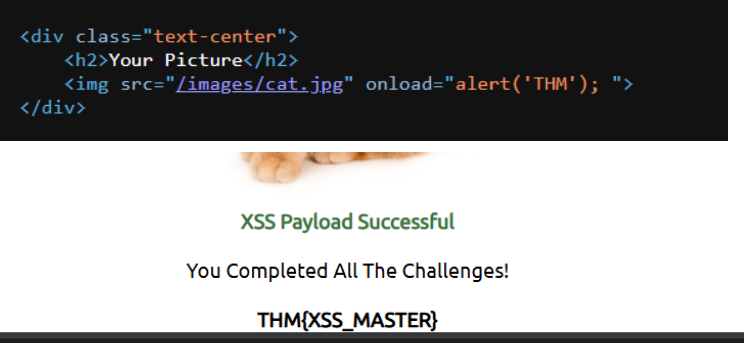 <div class="text-center">
<h2>Your Picture</h2>
<img src="/images/cat.jpg" onload="alert('THM'); ">
</div>
XSS Payload Successful
You Completed All The Challenges!
THM{XSS_MASTER}